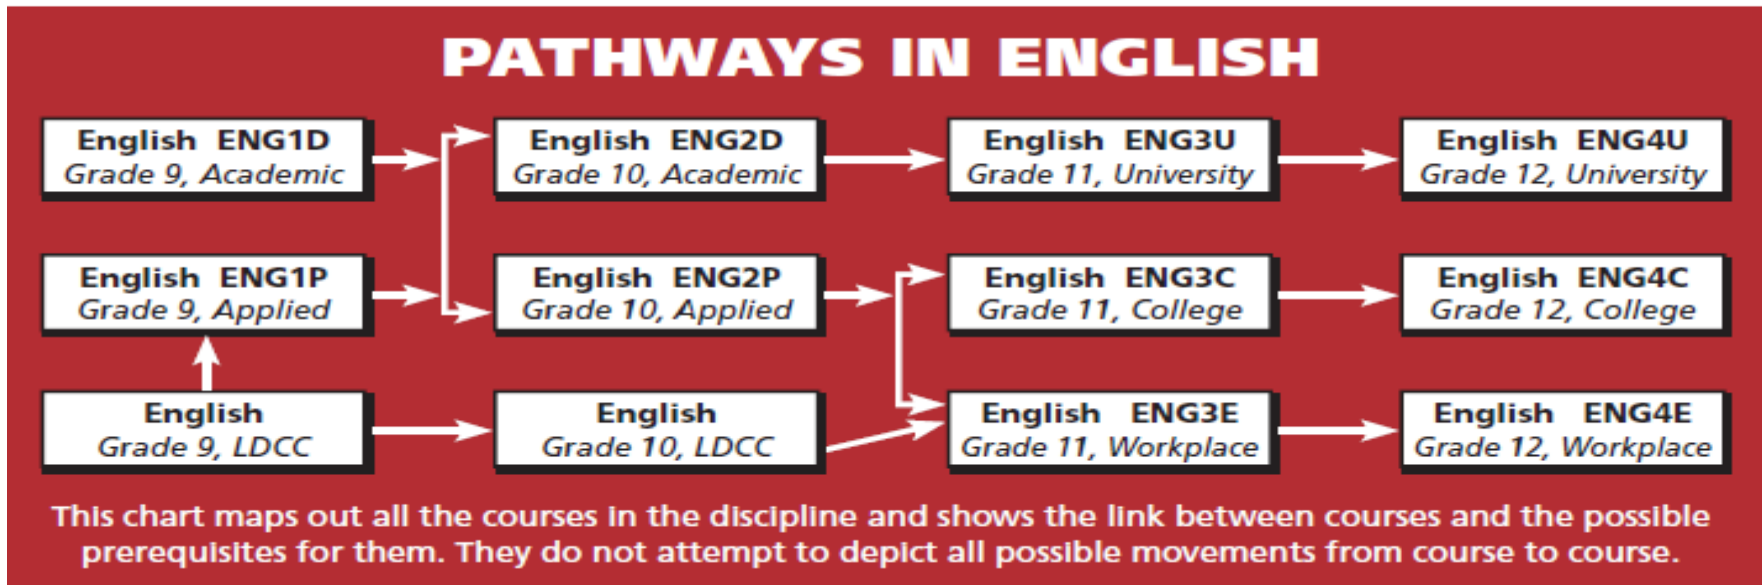 PATHWAYS IN ENGLISH
English ENG1D
Grade 9, Academic
English ENG2D
Grade 10, Academic
English ENG3U
Grade 11, University
English ENG4U
Grade 12, University
English ENG1P
Grade 9, Applied
English ENG2P
Grade 10, Applied
English ENG3C
Grade 11, College
English ENG4C
Grade 12, College
English
Grade 9, LDCC
English
Grade 10, LDCC
English ENG3E
Grade 11, Workplace
English ENG4E
Grade 12, Workplace
This chart maps out all the courses in the discipline and shows the link between courses and the possible
prerequisites for them. They do not attempt to depict all possible movements from course to course.